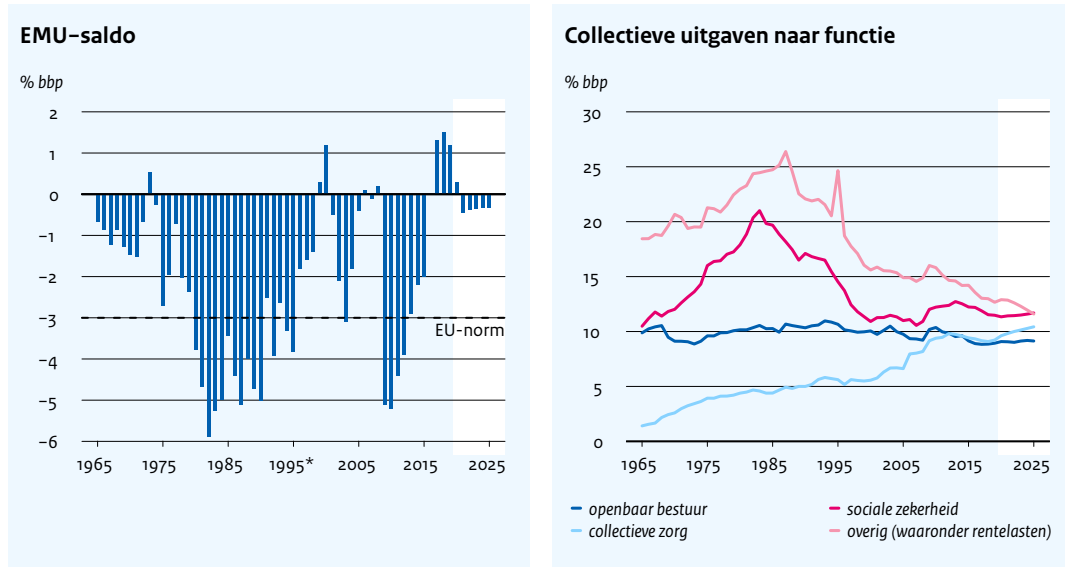 EMU-saldo
% bbp
2
1
0
-1
-2
-3
EU-norm
-4
-5
-6
1965 1975 1985 1995* 2005 2015 2025
Collectieve uitgaven naar functie
% bbp
30
25
20
15
10
5
0
1965 1975 1985 1995 2005 2015 2025
openbaar bestuur
sociale zekerheid
collectieve zorg
overig (waaronder rentelasten)